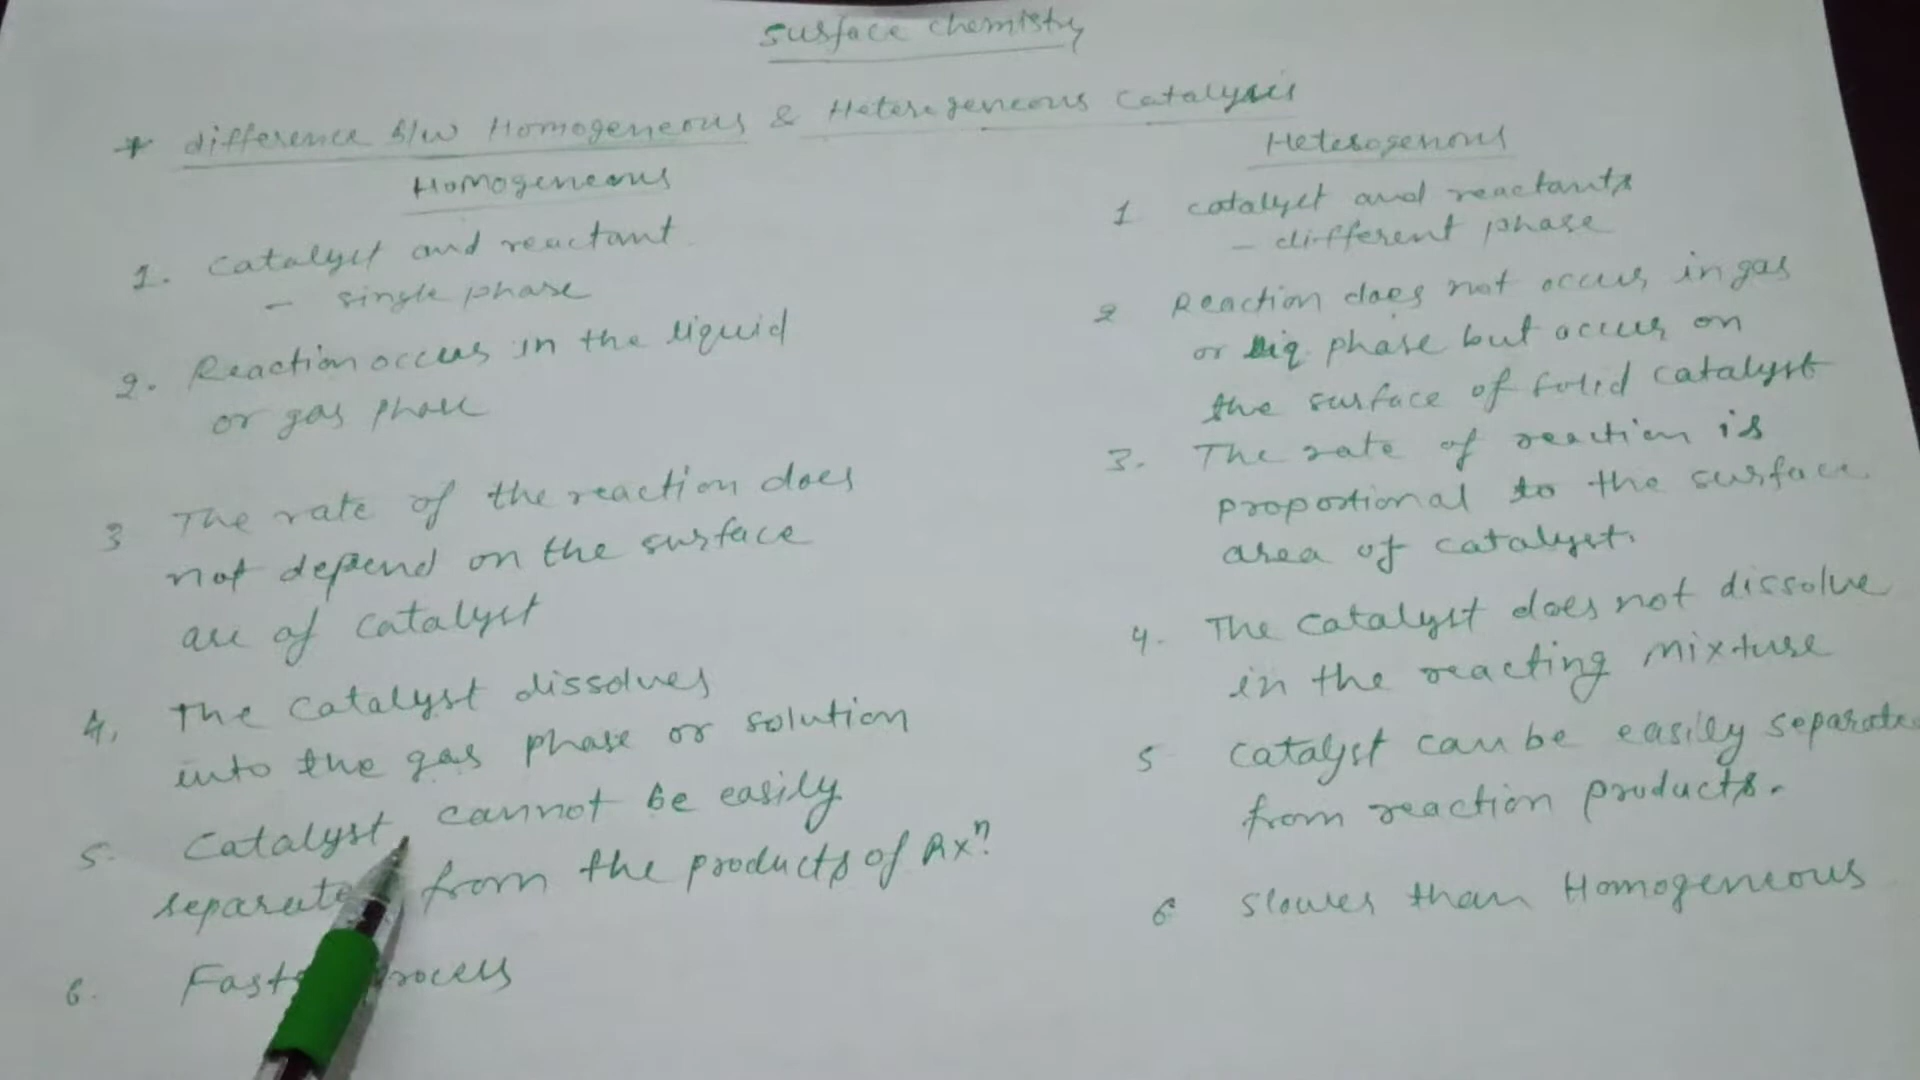 surface chemistry
* difference b/w Homogeneous & Heterogeneous Catalysis
Homogeneous
1. Catalyst and reactant
- single phase
2. Reaction occurs in the liquid
or gas phase
3 The rate of the reaction does
not depend on the surface
are of catalyst
4. The catalyst dissolves
into the gas phase or solution
5. Catalyst cannot be easily
separate from the products of Rxⁿ
6. process
Heterogenous
1 catalyst and reactants
- different phase
2 Reaction does not occur in gas
or liq phase but occur on
the surface of solid catalyst
3. The rate of reaction is
proportional to the surface
area of catalyst.
4. The catalyst does not dissolve
in the reacting mixture
5 catalyst can be easily separate
from reaction products.
6 slower than Homogeneous